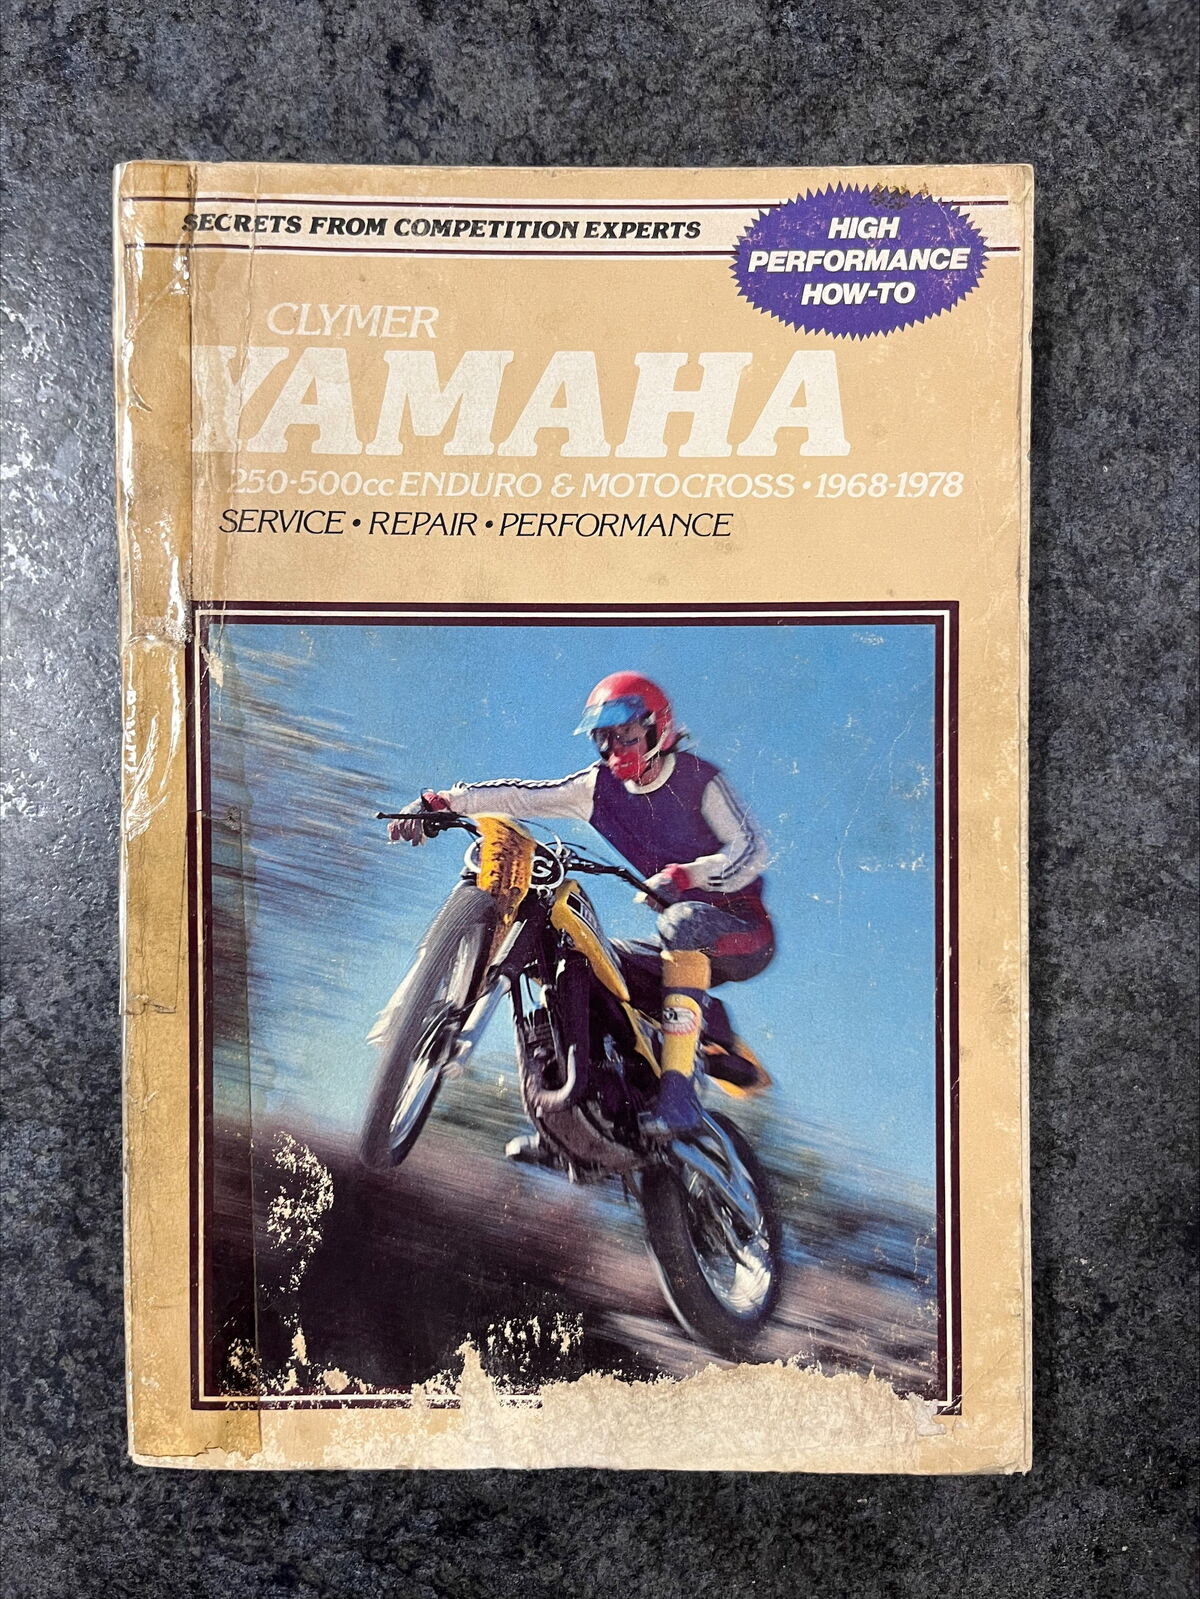 SECRETS FROM COMPETITION EXPERTS
HIGH
PERFORMANCE
HOW-TO
CLYMER
YAMAHA
250-500cc ENDURO & MOTOCROSS • 1968-1978
SERVICE • REPAIR • PERFORMANCE
G